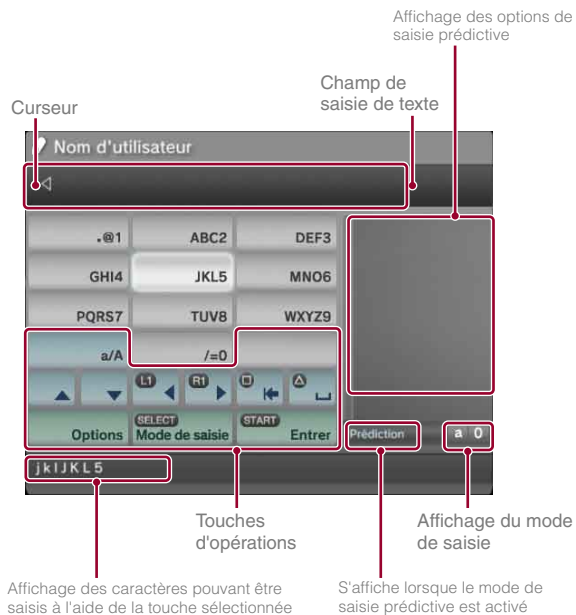 Affichage des options de
saisie prédictive
Champ de
saisie de texte
Curseur
Nom d'utilisateur
.@1 ABC2 DEF3
GHI4 JKL5 MNO6
PQRS7 TUV8 WXYZ9
a/A /=0
L1 R1
SELECT START
Options Mode de saisie Entrer Prédiction a 0
jklJKL5
Touches
d'opérations
Affichage du mode
de saisie
Affichage des caractères pouvant être
saisis à l'aide de la touche sélectionnée
S'affiche lorsque le mode de
saisie prédictive est activé